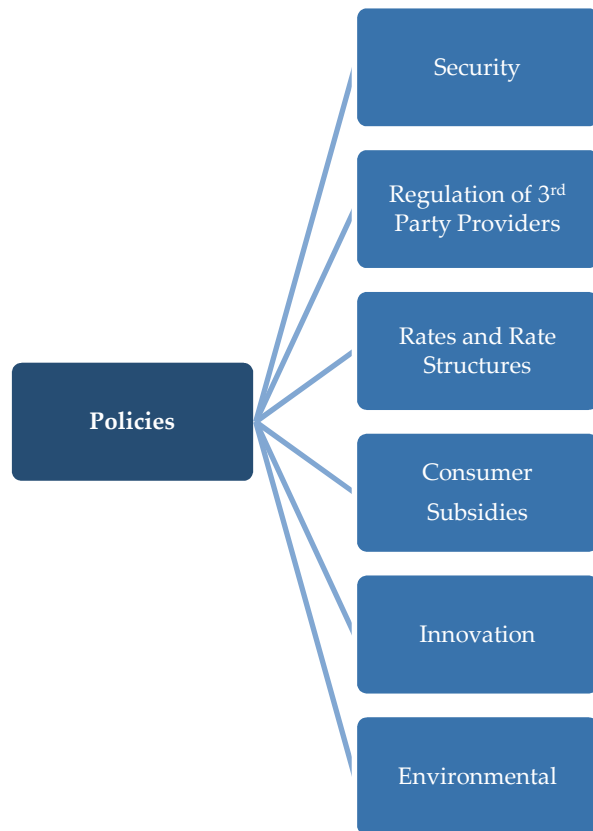 Security
Regulation of 3rd
Party Providers
Rates and Rate
Structures
Policies
Consumer
Subsidies
Innovation
Environmental